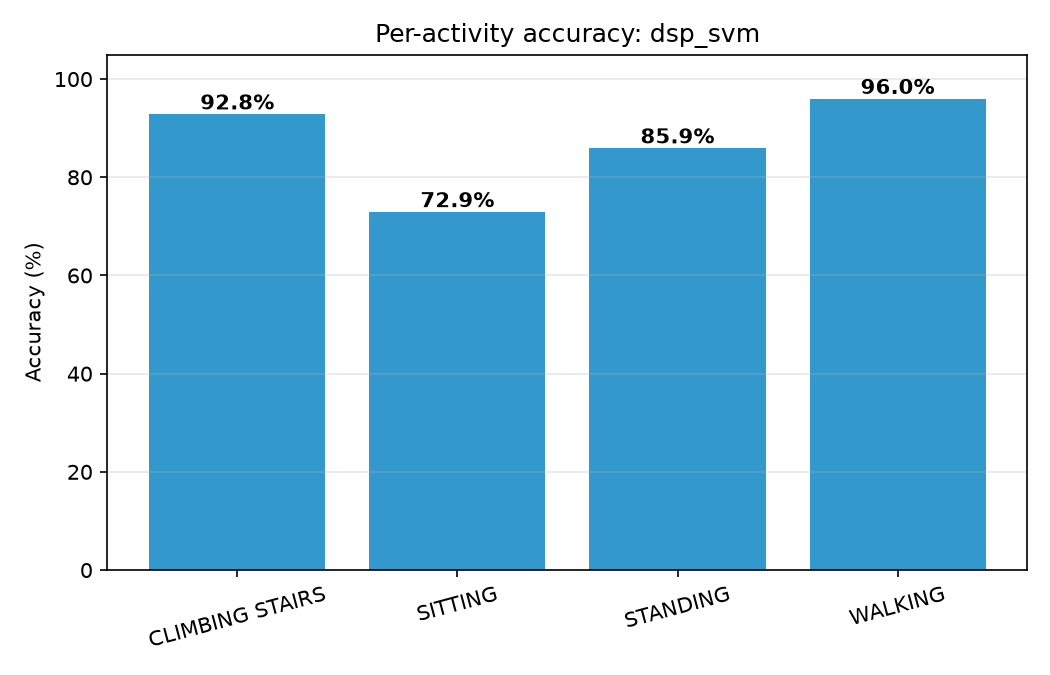 Per-activity accuracy: dsp_svm
Accuracy (%)
100
80
60
40
20
0
92.8%
72.9%
85.9%
96.0%
CLIMBING STAIRS
SITTING
STANDING
WALKING